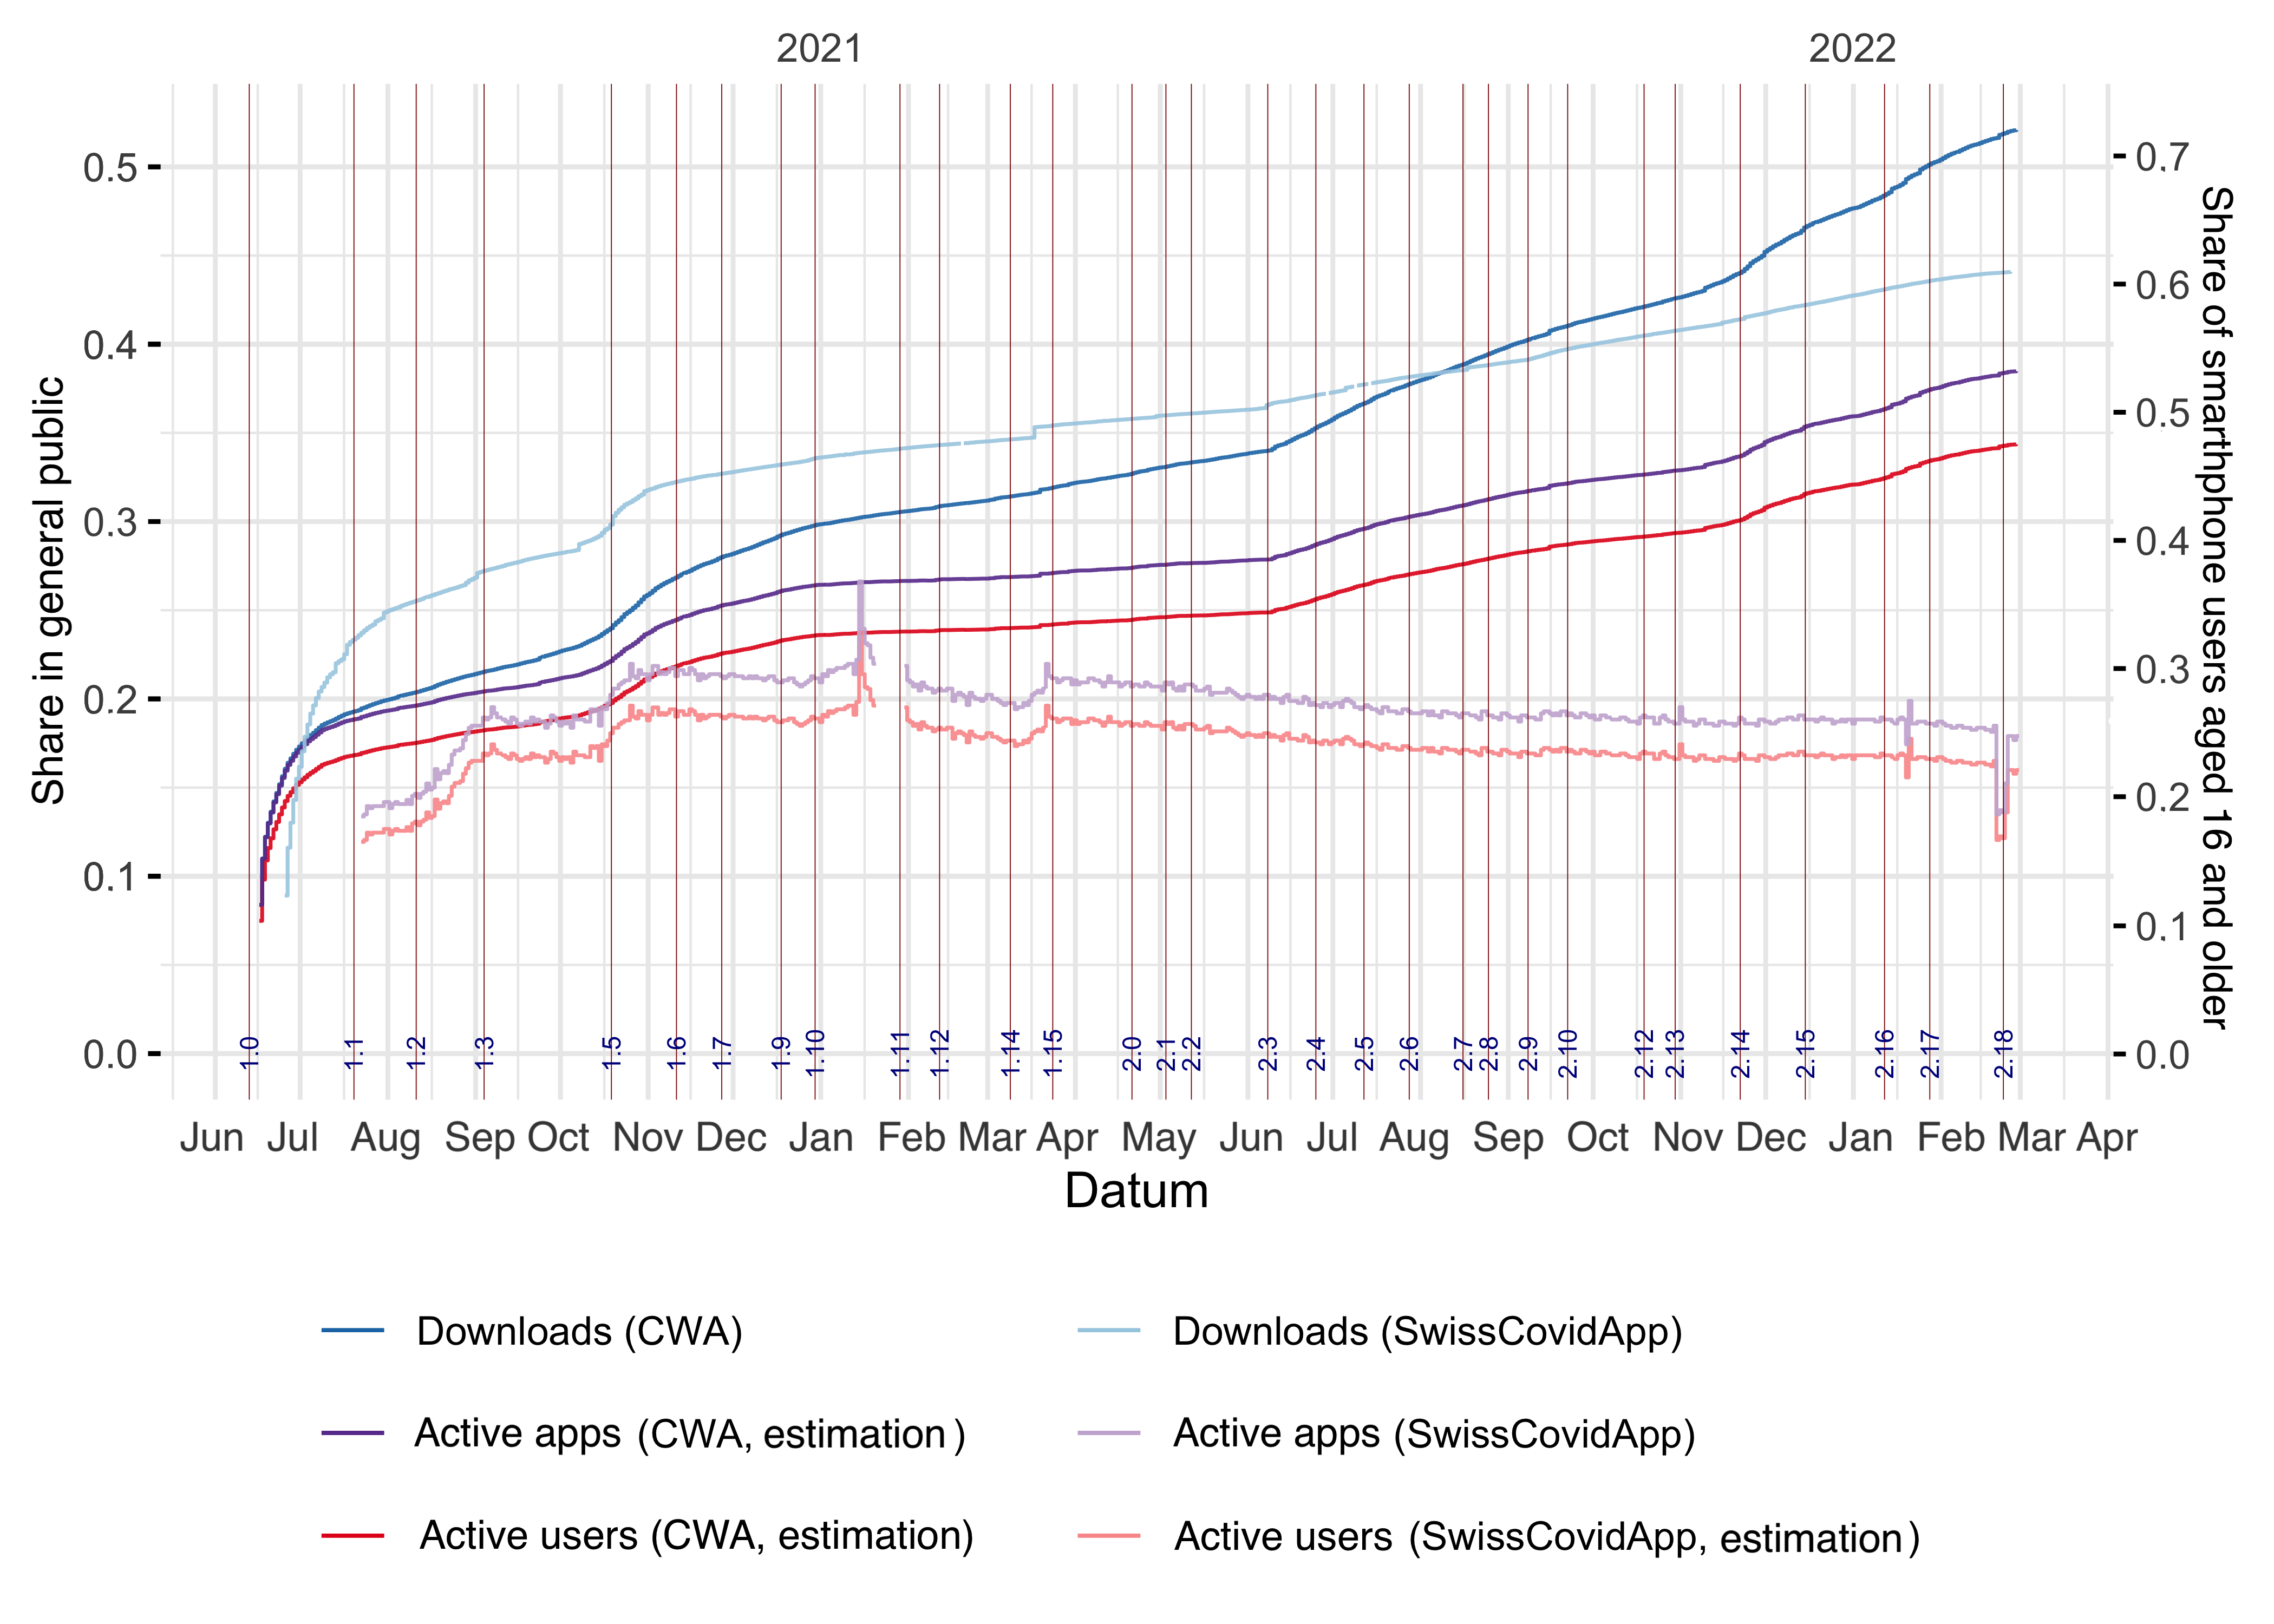 2021 2022
0.5
0.4
0.3
0.2
0.1
0.0
Share in general public
0.7
0.6
0.5
0.4
0.3
0.2
0.1
0.0
Share of smarthphone users aged 16 and older
1.0 1.1 1.2 1.3 1.5 1.6 1.7 1.9 1.10 1.11 1.12 1.14 1.15 2.0 2.1 2.2 2.3 2.4 2.5 2.6 2.7 2.8 2.9 2.10 2.12 2.13 2.14 2.15 2.16 2.17 2.18
Jun Jul Aug Sep Oct Nov Dec Jan Feb Mar Apr May Jun Jul Aug Sep Oct Nov Dec Jan Feb Mar Apr
Datum
Downloads (CWA) Downloads (SwissCovidApp)
Active apps (CWA, estimation) Active apps (SwissCovidApp)
Active users (CWA, estimation) Active users (SwissCovidApp, estimation)